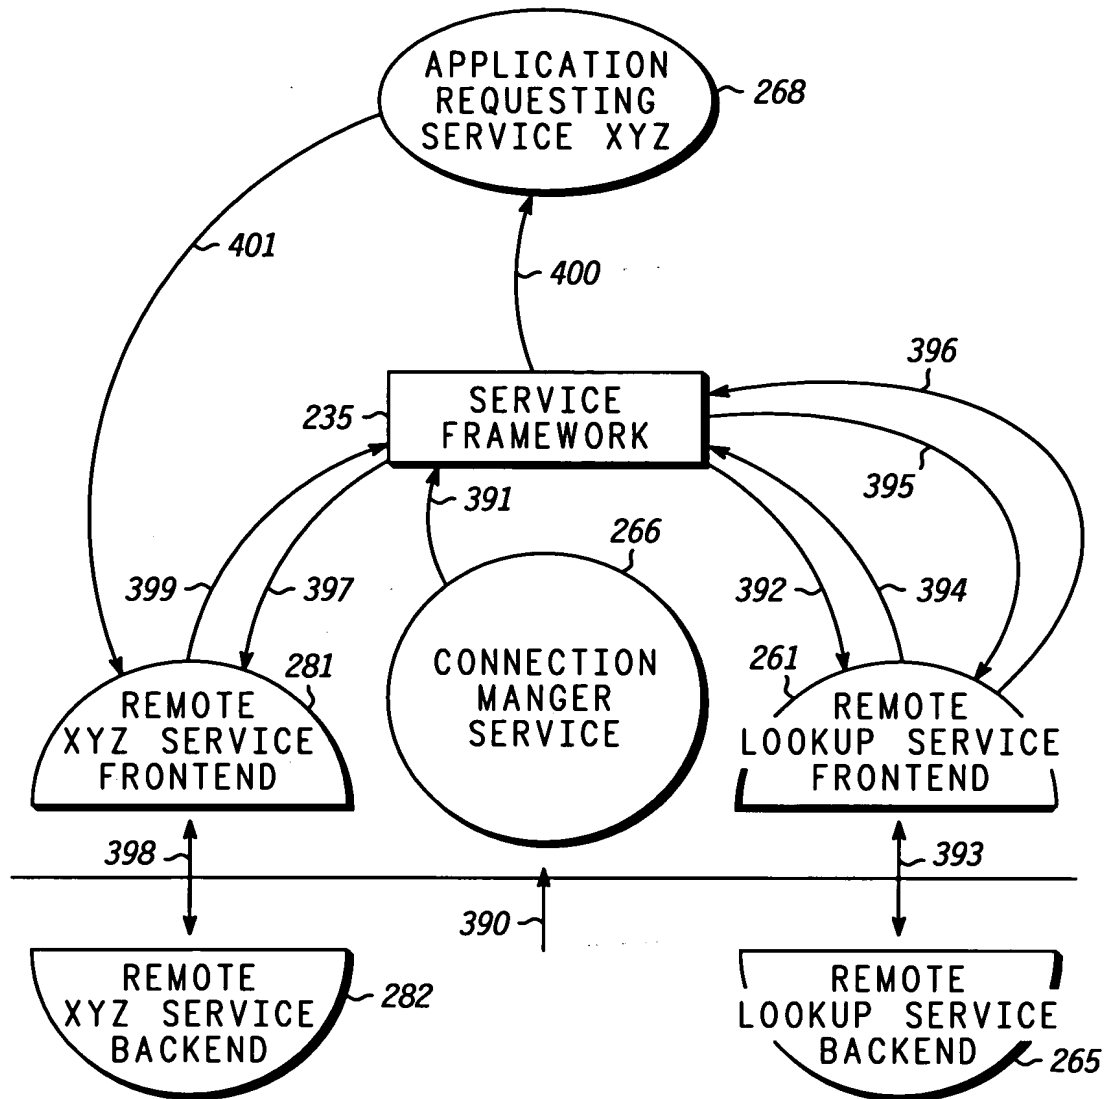 APPLICATION
REQUESTING
SERVICE XYZ
268
401
400
396
235
SERVICE
FRAMEWORK
395
391
266
399
397
392
394
281
CONNECTION
MANGER
SERVICE
261
REMOTE
XYZ SERVICE
FRONTEND
REMOTE
LOOKUP SERVICE
FRONTEND
398
393
390
REMOTE
XYZ SERVICE
BACKEND
282
REMOTE
LOOKUP SERVICE
BACKEND
265